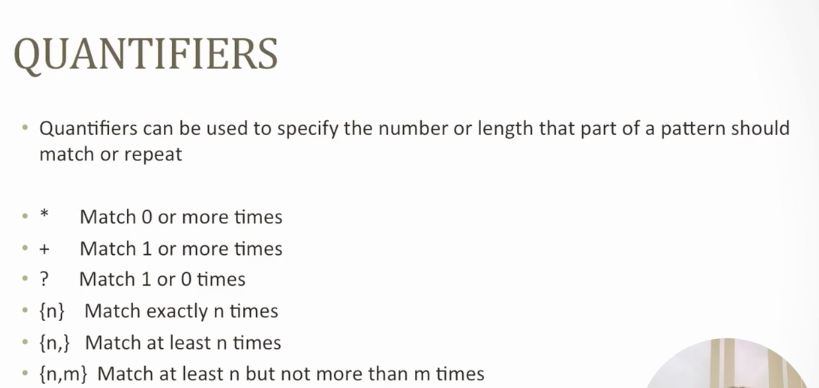 QUANTIFIERS
• Quantifiers can be used to specify the number or length that part of a pattern should
match or repeat
• * Match 0 or more times
• + Match 1 or more times
• ? Match 1 or 0 times
• {n} Match exactly n times
• {n,} Match at least n times
• {n,m} Match at least n but not more than m times